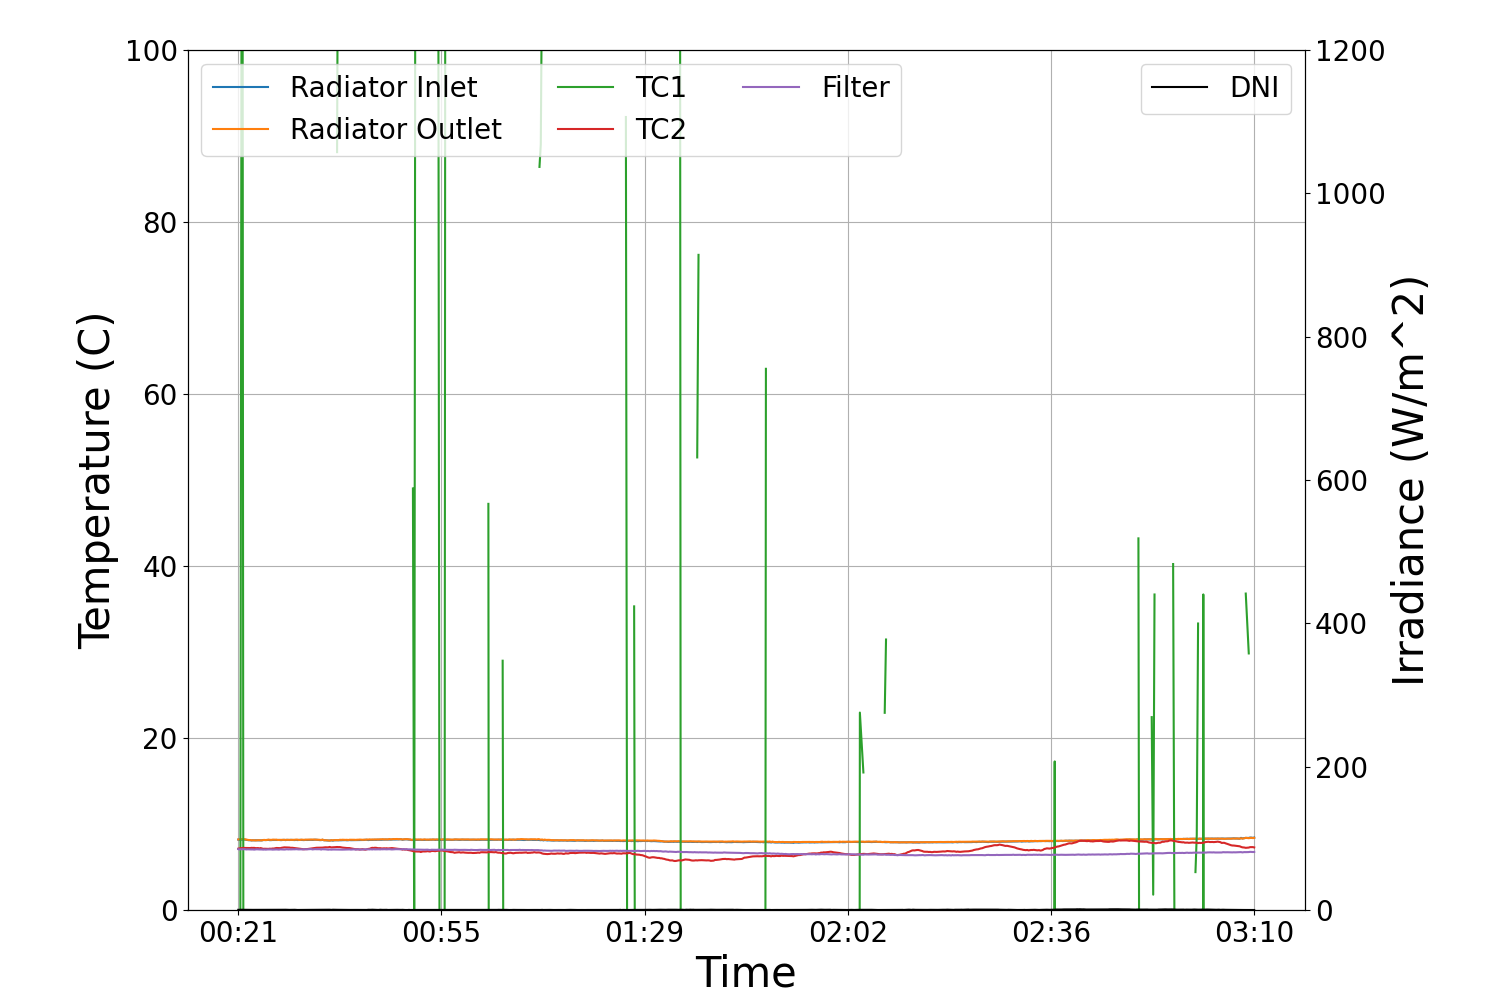 100
80
60
40
20
0
Temperature (C)
Radiator Inlet
Radiator Outlet
TC1
TC2
Filter
DNI
1200
1000
800
600
400
200
0
Irradiance (W/m^2)
00:21 00:55 01:29 02:02 02:36 03:10
Time